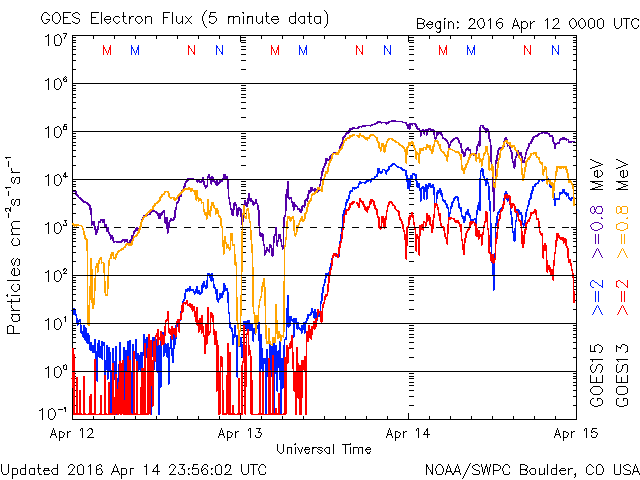 GOES Electron Flux (5 minute data)
Begin: 2016 Apr 12 0000 UTC
M M N N M M N N M M N N
10⁷
10⁶
10⁵
10⁴
10³
10²
10¹
10⁰
10⁻¹
Particles cm⁻²s⁻¹sr⁻¹
Apr 12 Apr 13 Apr 14 Apr 15
Universal Time
GOES15 >=2 >=0.8 MeV
GOES13 >=2 >=0.8 MeV
Updated 2016 Apr 14 23:56:02 UTC
NOAA/SWPC Boulder, CO USA